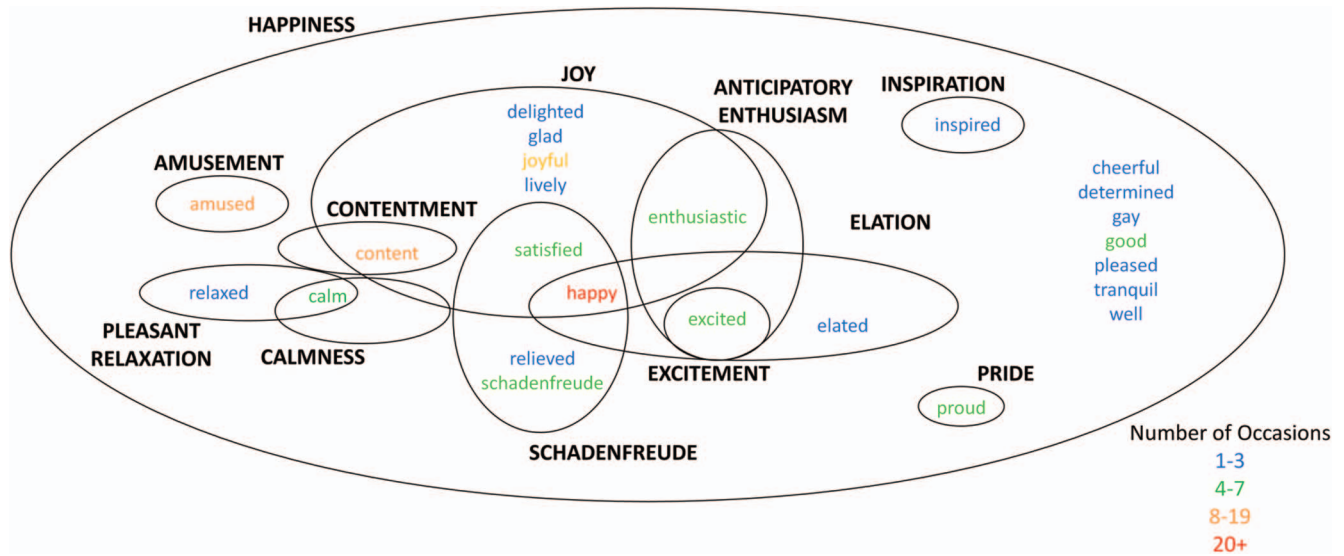 HAPPINESS
JOY
ANTICIPATORY
ENTHUSIASM
INSPIRATION
delighted
glad
joyful
lively
inspired
AMUSEMENT
amused
CONTENTMENT
content
enthusiastic
ELATION
satisfied
cheerful
determined
gay
good
pleased
tranquil
well
relaxed
calm
happy
excited
elated
PLEASANT
RELAXATION
CALMNESS
relieved
schadenfreude
EXCITEMENT
PRIDE
proud
SCHADENFREUDE
Number of Occasions
1-3
4-7
8-19
20+